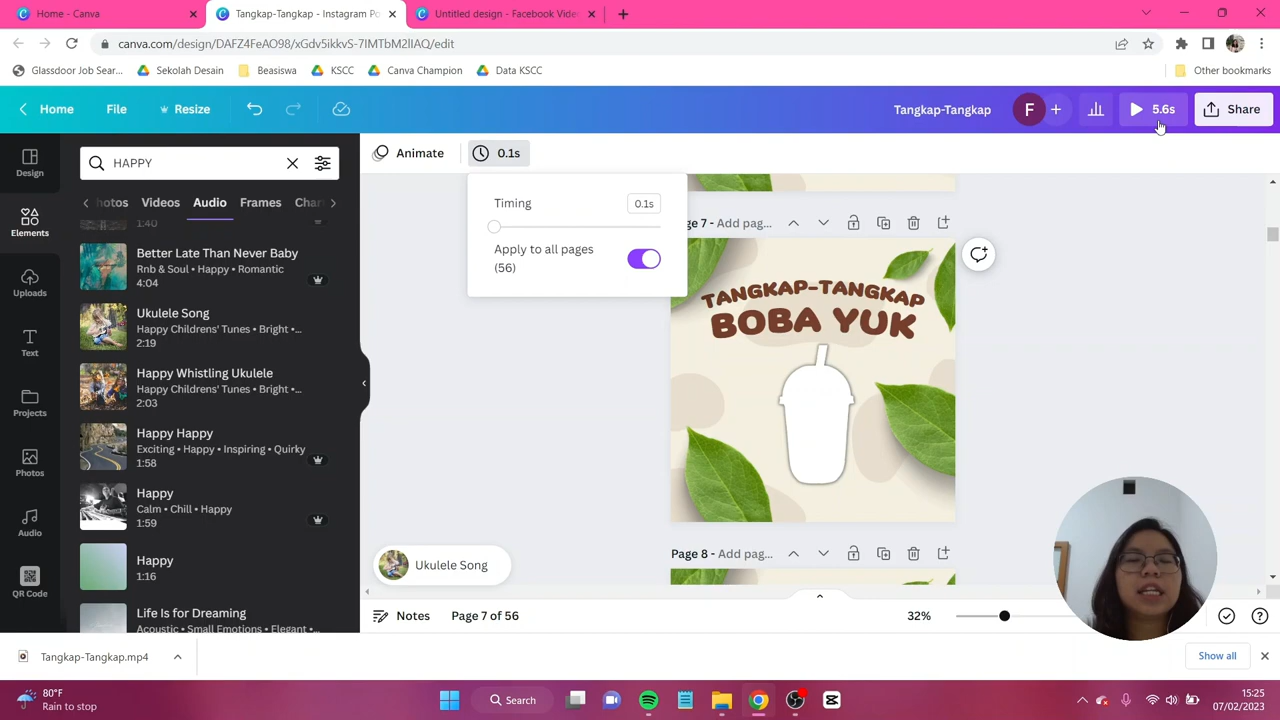 Home - Canva
Tangkap-Tangkap - Instagram Po
Untitled design - Facebook Vide
canva.com/design/DAFZ4FeAO98/xGdv5ikkvS-7IMTbM2lIAQ/edit
Glassdoor Job Sear...
Sekolah Desain
Beasiswa
KSCC
Canva Champion
Data KSCC
Other bookmarks
Home
File
Resize
Tangkap-Tangkap
F
5.6s
Share
Design
Elements
Uploads
Text
Projects
Photos
Audio
QR Code
HAPPY
hotos
Videos
Audio
Frames
Char
1:40
Better Late Than Never Baby
Rnb & Soul • Happy • Romantic
4:04
Ukulele Song
Happy Childrens' Tunes • Bright •...
2:19
Happy Whistling Ukulele
Happy Childrens' Tunes • Bright •...
2:03
Happy Happy
Exciting • Happy • Inspiring • Quirky
1:58
Happy
Calm • Chill • Happy
1:59
Happy
1:16
Life Is for Dreaming
Acoustic • Small Emotions • Elegant •...
Animate
0.1s
Timing
0.1s
Apply to all pages
(56)
ge 7 - Add pag...
TANGKAP-TANGKAP
BOBA YUK
Page 8 - Add pag...
Ukulele Song
Notes
Page 7 of 56
32%
Tangkap-Tangkap.mp4
Show all
80°F
Rain to stop
Search
15:25
07/02/2023